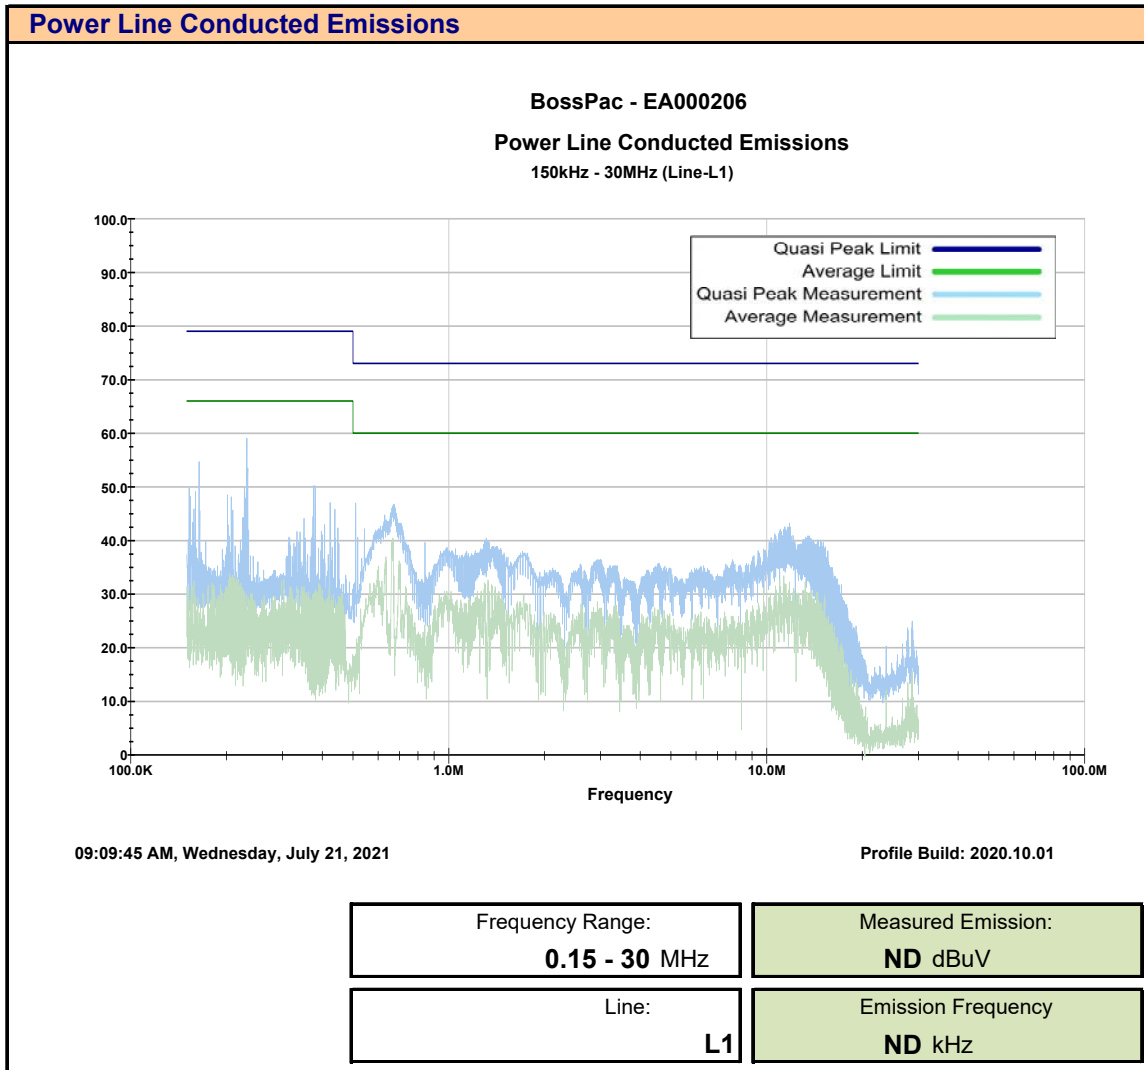 Power Line Conducted Emissions
BossPac - EA000206
Power Line Conducted Emissions
150kHz - 30MHz (Line-L1)
100.0
90.0
80.0
70.0
60.0
50.0
40.0
30.0
20.0
10.0
0
Quasi Peak Limit
Average Limit
Quasi Peak Measurement
Average Measurement
100.0K 1.0M 10.0M 100.0M
Frequency
09:09:45 AM, Wednesday, July 21, 2021 Profile Build: 2020.10.01
Frequency Range: Measured Emission:
0.15 - 30 MHz ND dBuV
Line: Emission Frequency
L1 ND kHz